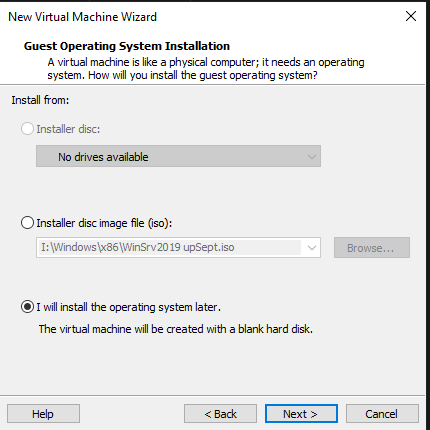 New Virtual Machine Wizard
Guest Operating System Installation
A virtual machine is like a physical computer; it needs an operating
system. How will you install the guest operating system?
Install from:
Installer disc:
No drives available
Installer disc image file (iso):
I:\Windows\x86\WinSrv2019 upSept.iso
Browse...
I will install the operating system later.
The virtual machine will be created with a blank hard disk.
Help
< Back
Next >
Cancel